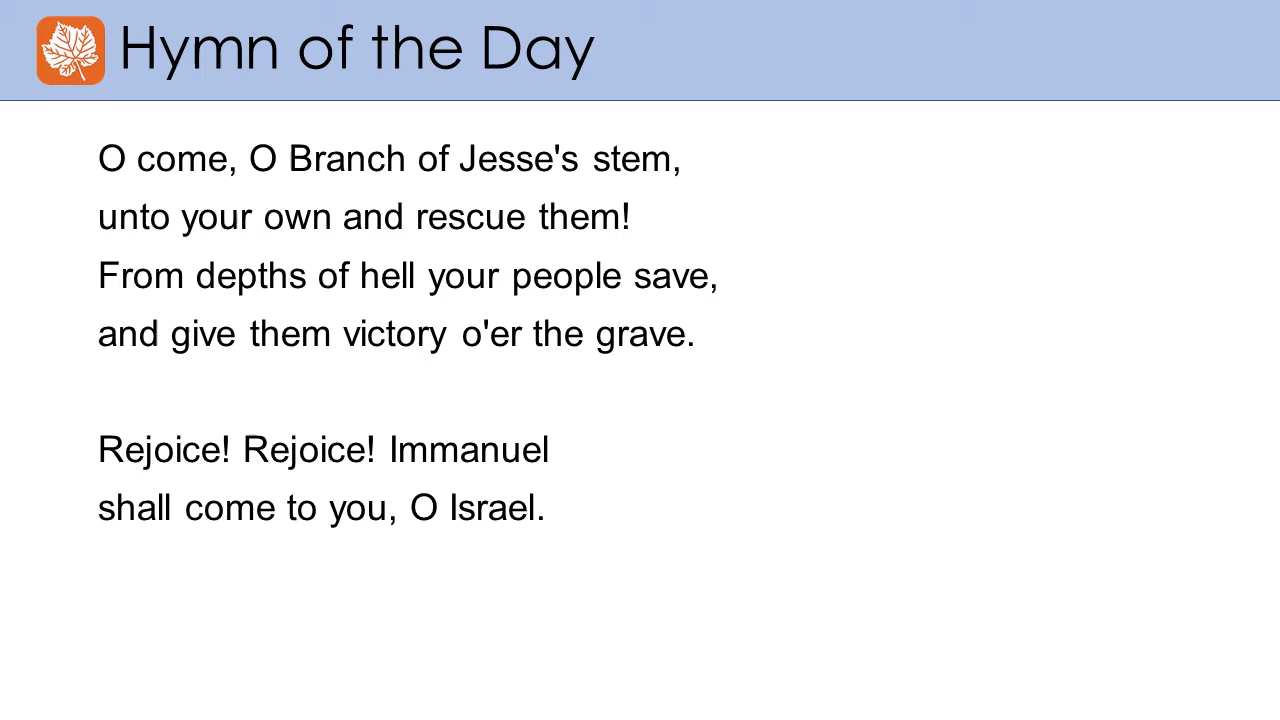 Hymn of the Day
O come, O Branch of Jesse's stem,
unto your own and rescue them!
From depths of hell your people save,
and give them victory o'er the grave.
Rejoice! Rejoice! Immanuel
shall come to you, O Israel.